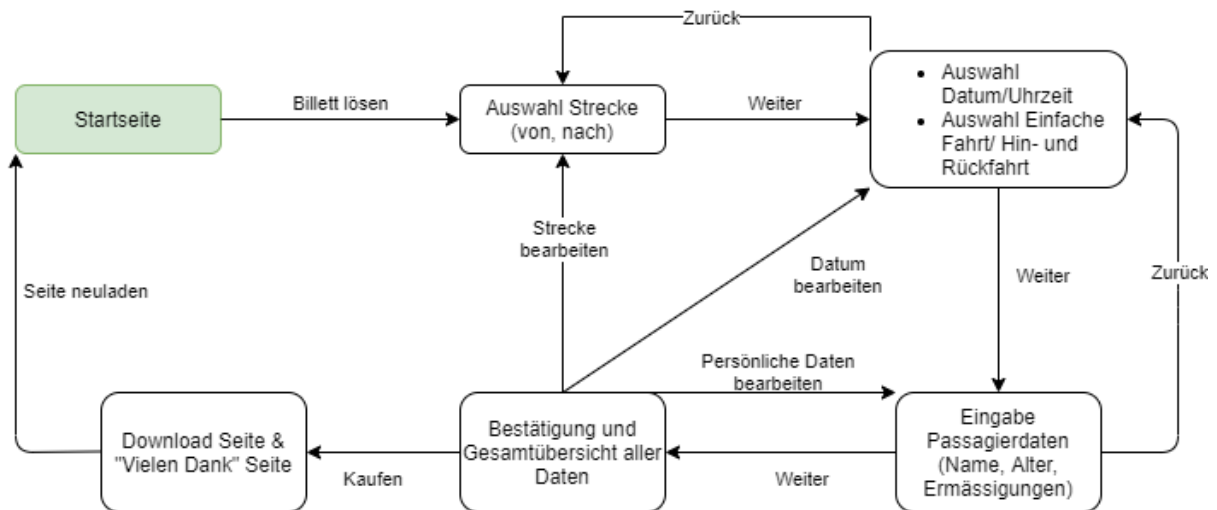 Zurück
Startseite
Billett lösen
Auswahl Strecke
(von, nach)
Weiter
• Auswahl
Datum/Uhrzeit
• Auswahl Einfache
Fahrt/ Hin- und
Rückfahrt
Strecke
bearbeiten
Datum
bearbeiten
Weiter
Zurück
Seite neuladen
Persönliche Daten
bearbeiten
Download Seite &
"Vielen Dank" Seite
Kaufen
Bestätigung und
Gesamtübersicht aller
Daten
Weiter
Eingabe
Passagierdaten
(Name, Alter,
Ermässigungen)